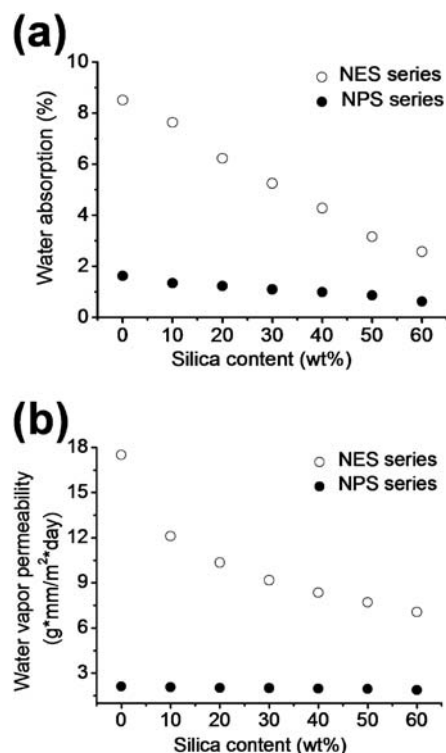 (a)
10
8
6
4
2
0
Water absorption (%)
NES series
NPS series
0 10 20 30 40 50 60
Silica content (wt%)
(b)
18
15
12
9
6
3
Water vapor permeability
(g*mm/m²*day)
NES series
NPS series
0 10 20 30 40 50 60
Silica content (wt%)